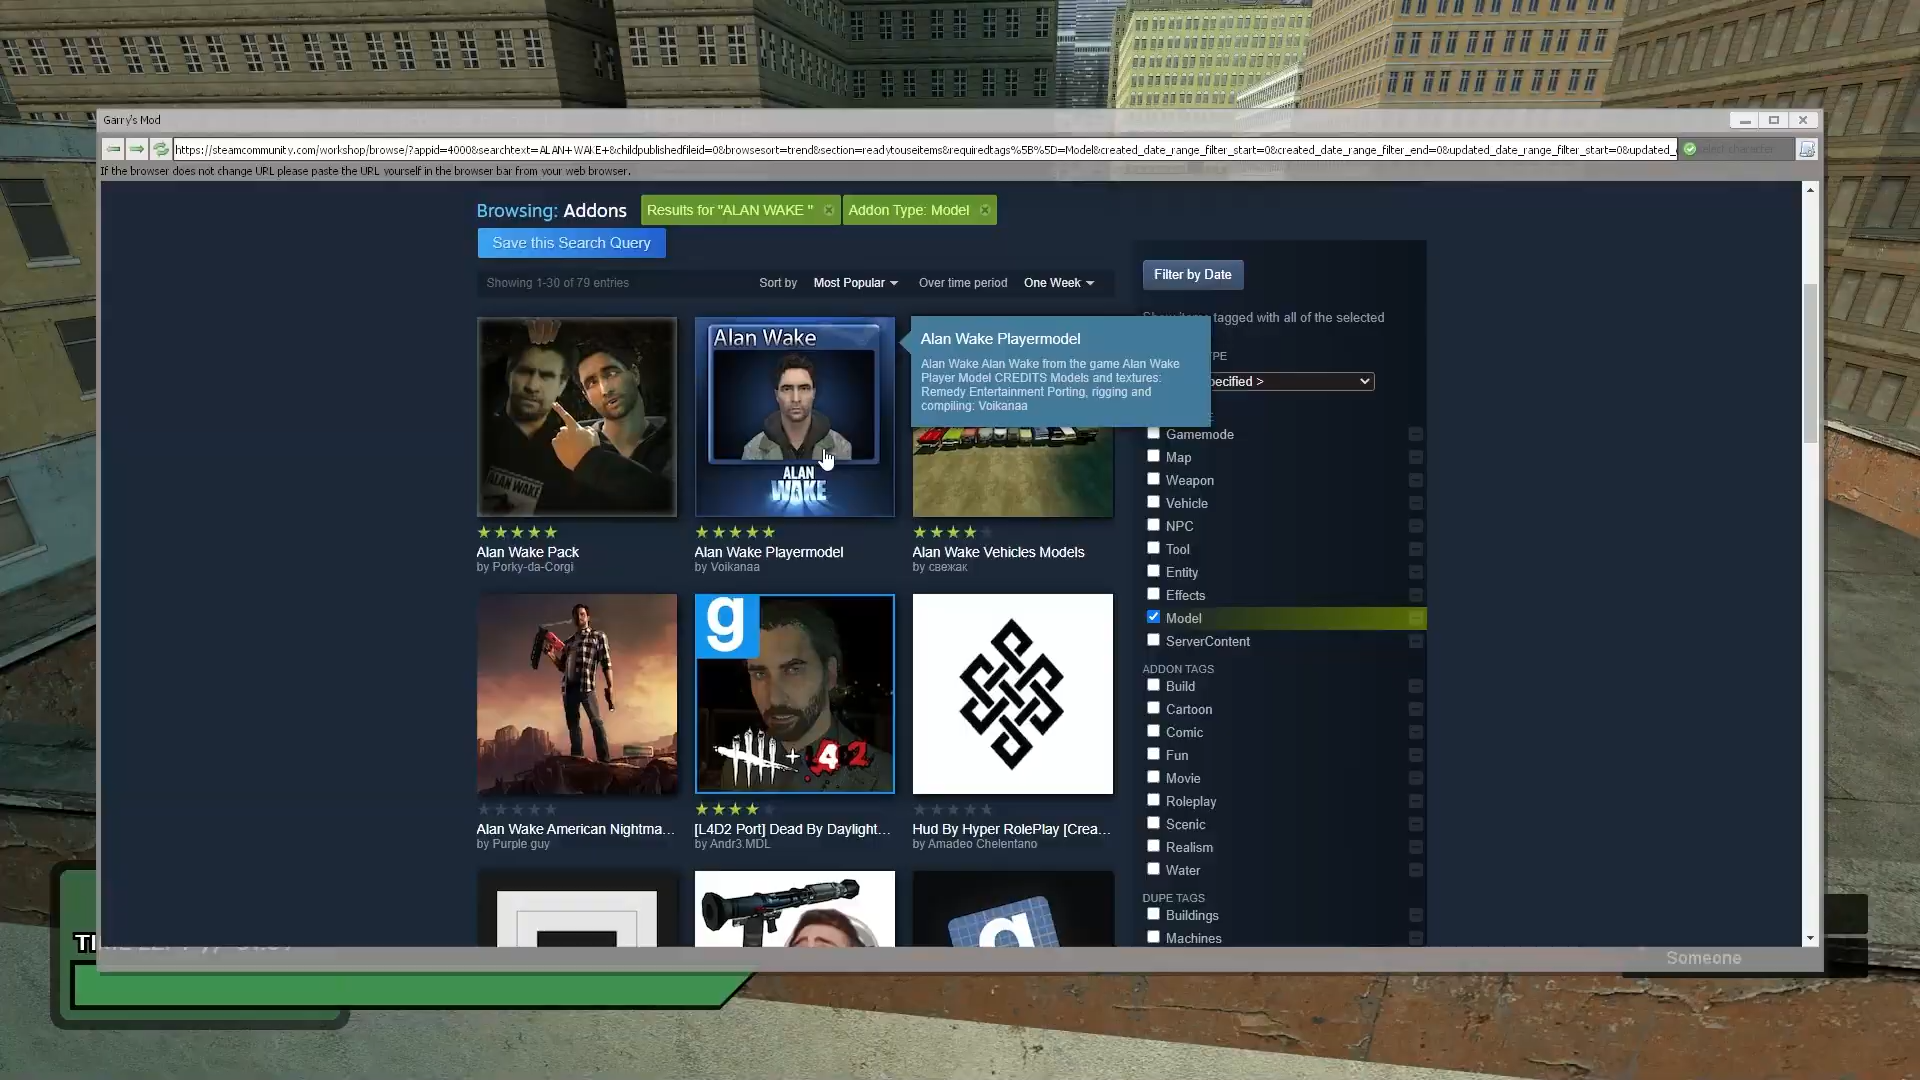 Garry's Mod
https://steamcommunity.com/workshop/browse/?appid=4000&searchtext=ALAN+WAKE+&childpublishedfileid=0&browsesort=trend&section=readytouseitems&requiredtags%5B%5D=Model&created_date_range_filter_start=0&created_date_range_filter_end=0&updated_date_range_filter_start=0&updated_
If the browser does not change URL please paste the URL yourself in the browser bar from your web browser.
Browsing: Addons
Results for "ALAN WAKE "
Addon Type: Model
Save this Search Query
Showing 1-30 of 79 entries
Sort by Most Popular
Over time period One Week
Filter by Date
tagged with all of the selected
ALAN WAKE
Alan Wake
ALAN WAKE
Alan Wake Playermodel
Alan Wake Alan Wake from the game Alan Wake
Player Model CREDITS Models and textures:
Remedy Entertainment Porting, rigging and
compiling: Voikanaa
Alan Wake Pack
by Porky-da-Corgi
Alan Wake Playermodel
by Voikanaa
Alan Wake Vehicles Models
by свежак
g
4 2
Alan Wake American Nightma...
by Purple guy
[L4D2 Port] Dead By Daylight...
by Andr3.MDL
Hud By Hyper RolePlay [Crea...
by Amadeo Chelentano
Gamemode
Map
Weapon
Vehicle
NPC
Tool
Entity
Effects
Model
ServerContent
ADDON TAGS
Build
Cartoon
Comic
Fun
Movie
Roleplay
Scenic
Realism
Water
DUPE TAGS
Buildings
Machines
Someone